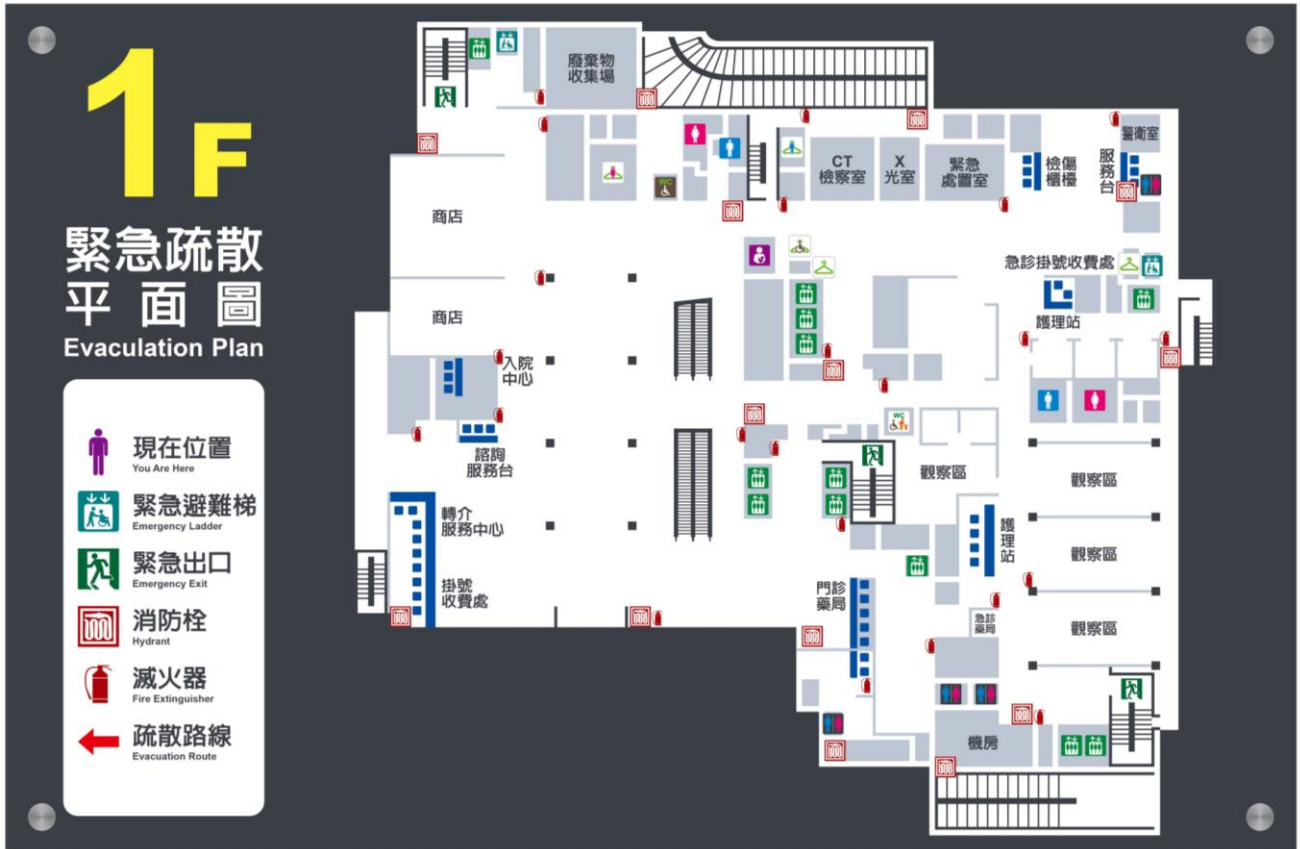 1F
緊急疏散
平面圖
Evaculation Plan
現在位置
You Are Here
緊急避難梯
Emergency Ladder
緊急出口
Emergency Exit
消防栓
Hydrant
滅火器
Fire Extinguisher
疏散路線
Evacuation Route
廢棄物
收集場
CT
檢察室
X
光室
緊急
處置室
檢傷
櫃檯
服務台
警衛室
WC
商店
急診掛號收費處
護理站
商店
入院
中心
諮詢
服務台
WC
觀察區
觀察區
轉介
服務中心
護理站
觀察區
掛號
收費處
門診
藥局
急診
藥局
觀察區
機房